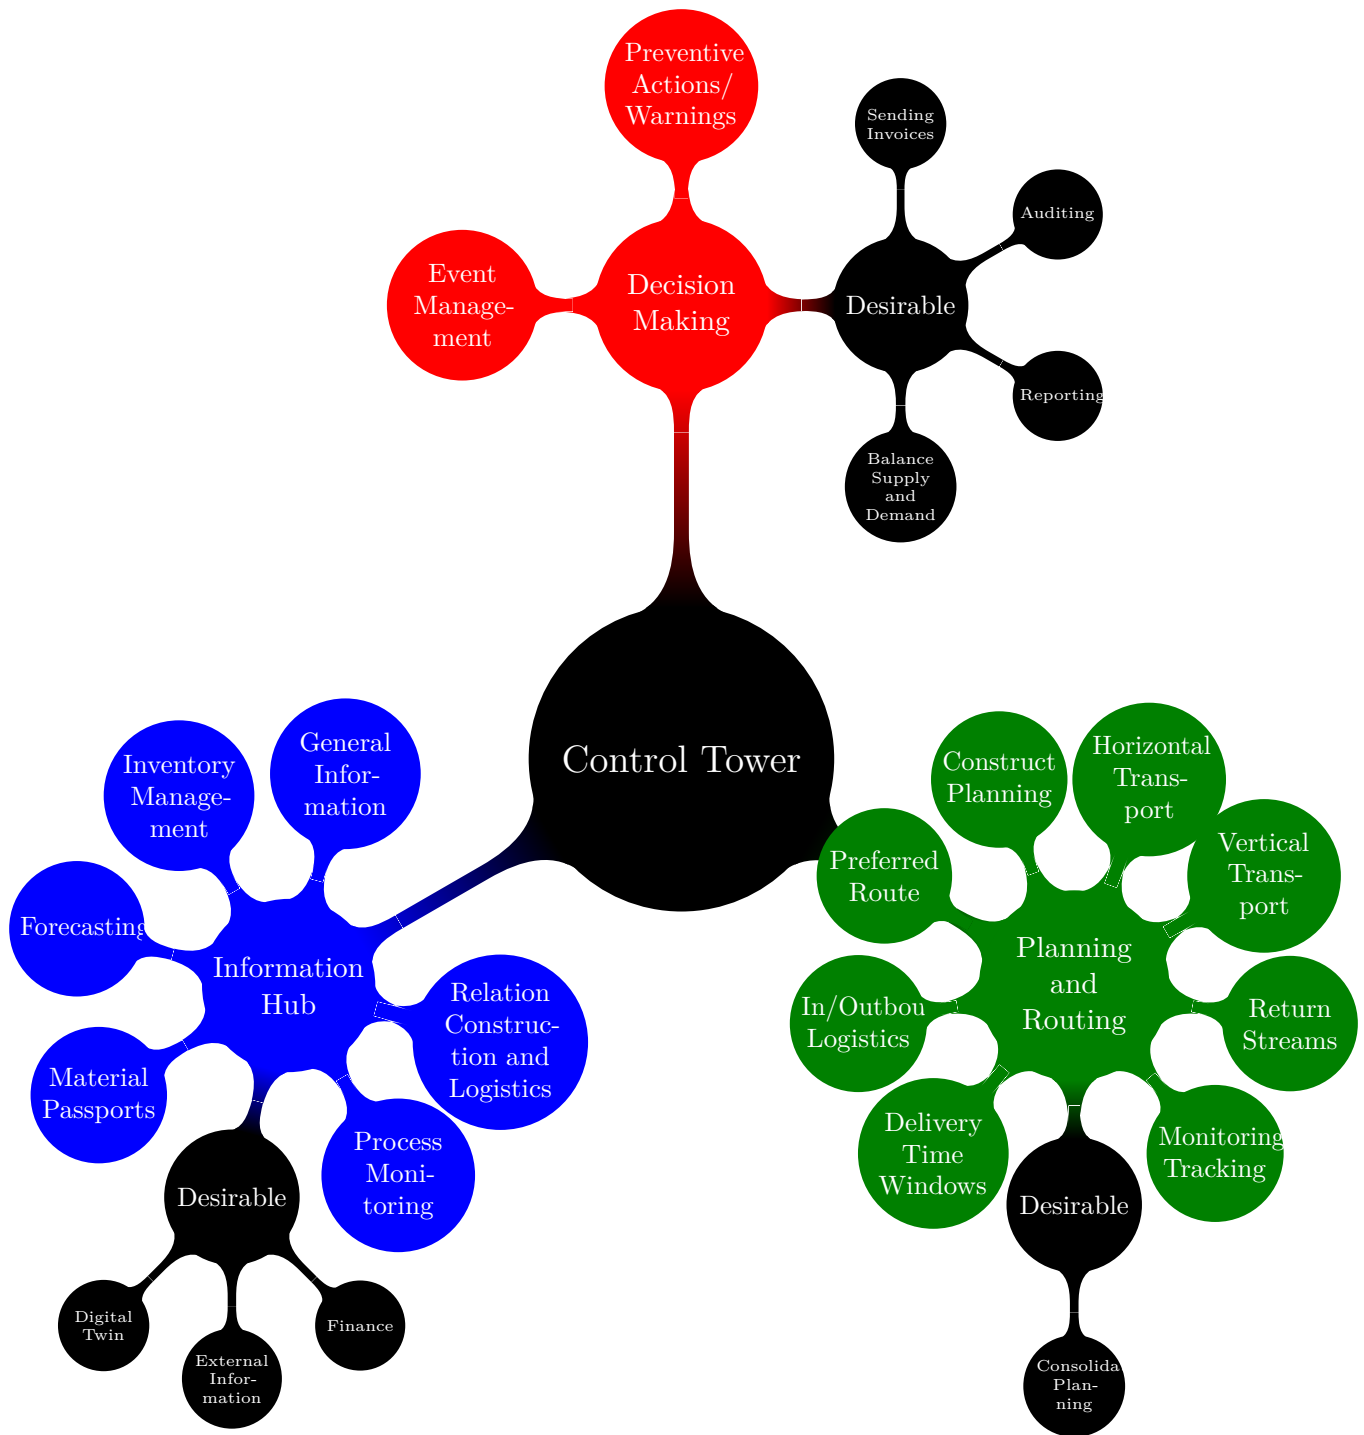 Preventive
Actions/
Warnings
Sending
Invoices
Auditing
Event
Manage-
ment
Decision
Making
Desirable
Reporting
Balance
Supply
and
Demand
Control Tower
General
Infor-
mation
Inventory
Manage-
ment
Forecasting
Information
Hub
Relation
Construc-
tion and
Logistics
Material
Passports
Process
Moni-
toring
Desirable
Digital
Twin
External
Infor-
mation
Finance
Construct
Planning
Horizontal
Trans-
port
Preferred
Route
Vertical
Trans-
port
Planning
and
Routing
In/Outbou
Logistics
Return
Streams
Delivery
Time
Windows
Monitoring
Tracking
Desirable
Consolida
Plan-
ning